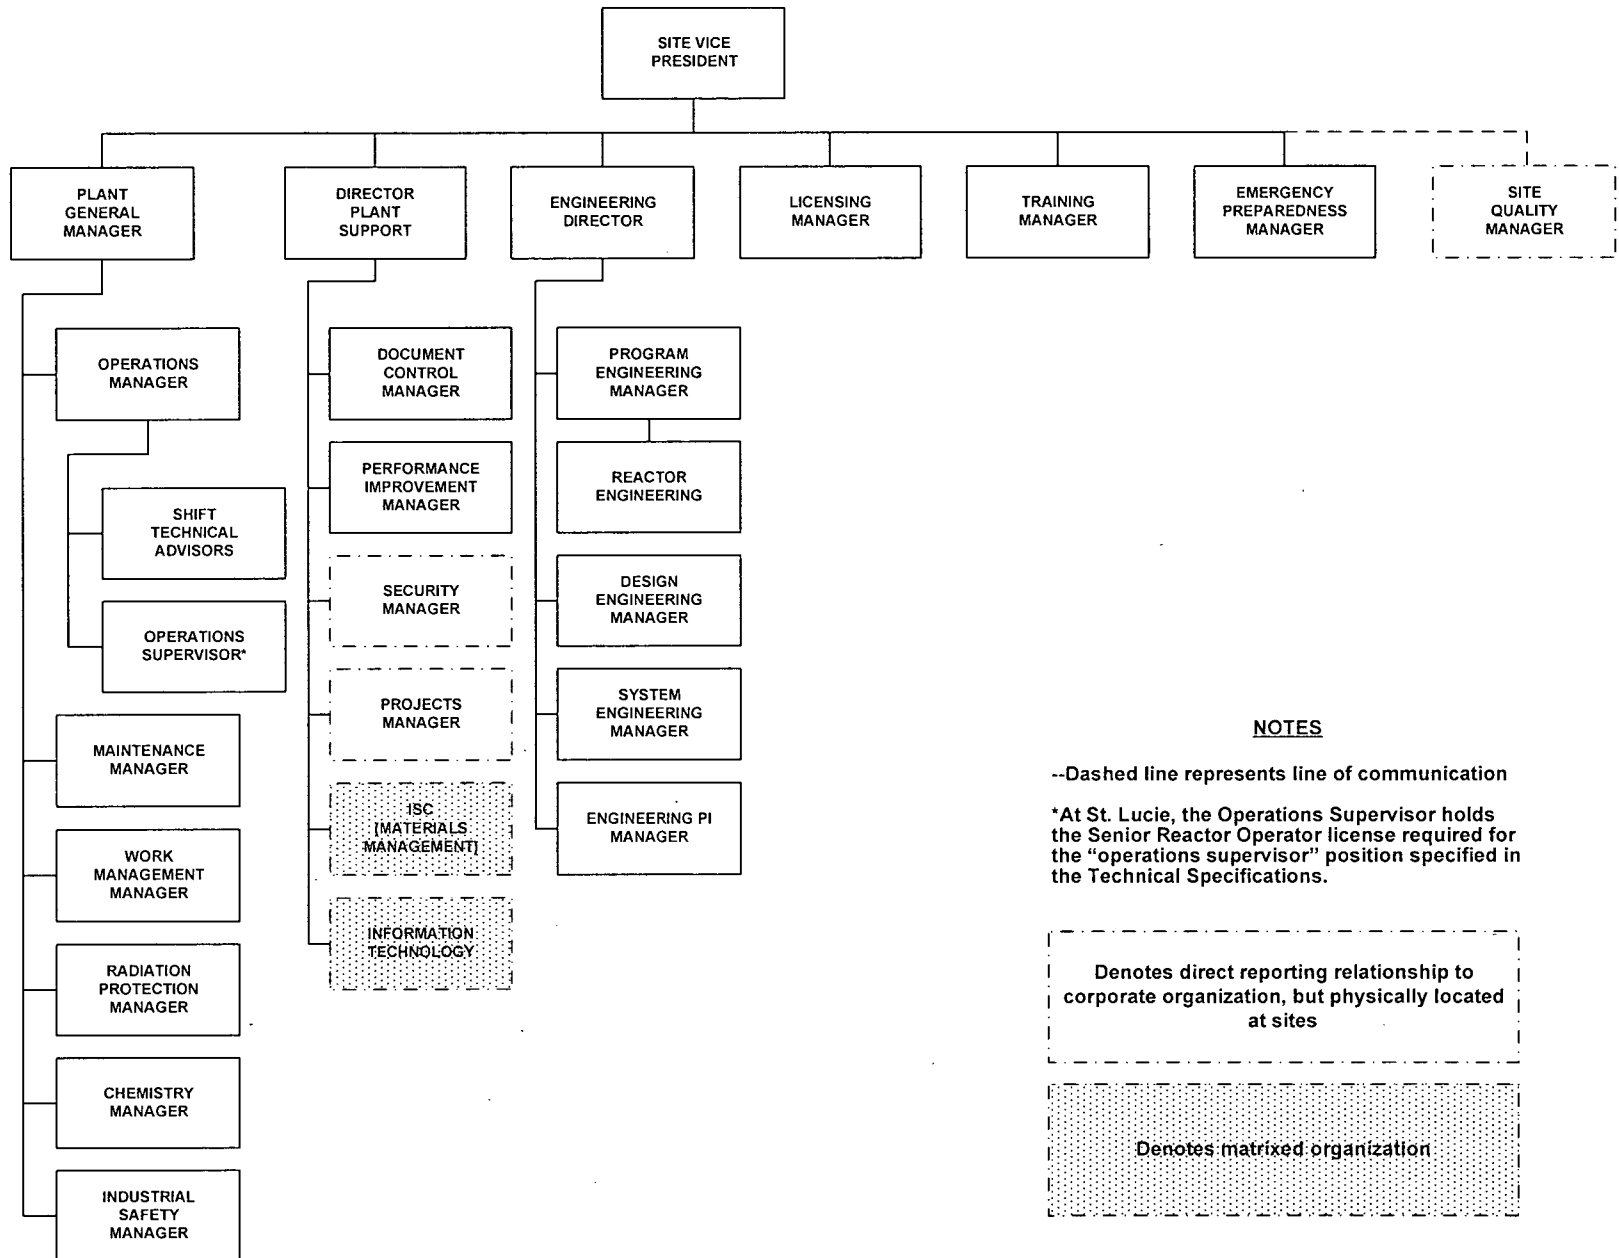 SITE VICE
PRESIDENT
PLANT
GENERAL
MANAGER
DIRECTOR
PLANT
SUPPORT
ENGINEERING
DIRECTOR
LICENSING
MANAGER
TRAINING
MANAGER
EMERGENCY
PREPAREDNESS
MANAGER
SITE
QUALITY
MANAGER
OPERATIONS
MANAGER
SHIFT
TECHNICAL
ADVISORS
OPERATIONS
SUPERVISOR*
MAINTENANCE
MANAGER
WORK
MANAGEMENT
MANAGER
RADIATION
PROTECTION
MANAGER
CHEMISTRY
MANAGER
INDUSTRIAL
SAFETY
MANAGER
DOCUMENT
CONTROL
MANAGER
PERFORMANCE
IMPROVEMENT
MANAGER
SECURITY
MANAGER
PROJECTS
MANAGER
ISC
[MATERIALS
MANAGEMENT]
INFORMATION
TECHNOLOGY
PROGRAM
ENGINEERING
MANAGER
REACTOR
ENGINEERING
DESIGN
ENGINEERING
MANAGER
SYSTEM
ENGINEERING
MANAGER
ENGINEERING PI
MANAGER
NOTES
--Dashed line represents line of communication
*At St. Lucie, the Operations Supervisor holds
the Senior Reactor Operator license required for
the “operations supervisor” position specified in
the Technical Specifications.
Denotes direct reporting relationship to
corporate organization, but physically located
at sites
Denotes matrixed organization